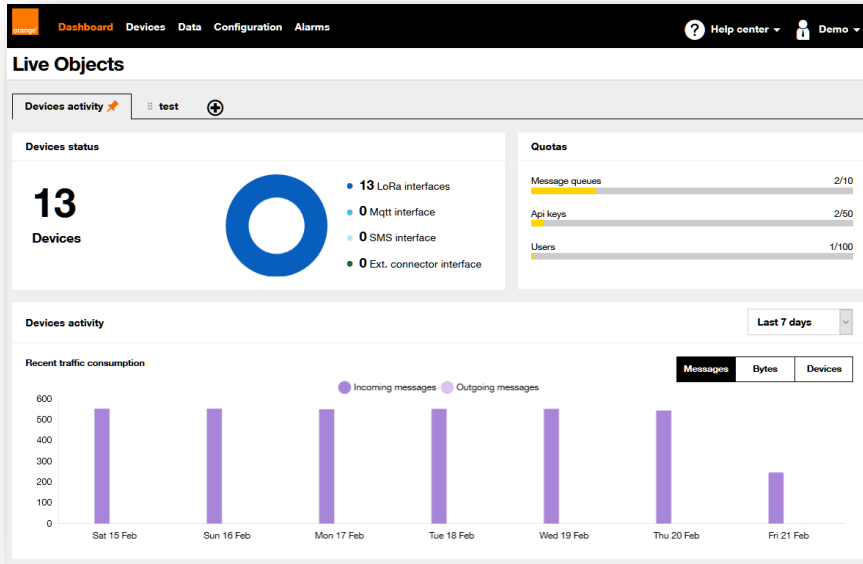 orange
Dashboard Devices Data Configuration Alarms
? Help center Demo
Live Objects
Devices activity test
Devices status
13
Devices
13 LoRa interfaces
0 Mqtt interface
0 SMS interface
0 Ext. connector interface
Quotas
Message queues 2/10
Api keys 2/50
Users 1/100
Devices activity
Last 7 days
Recent traffic consumption
Messages Bytes Devices
Incoming messages Outgoing messages
600
500
400
300
200
100
0
Sat 15 Feb Sun 16 Feb Mon 17 Feb Tue 18 Feb Wed 19 Feb Thu 20 Feb Fri 21 Feb